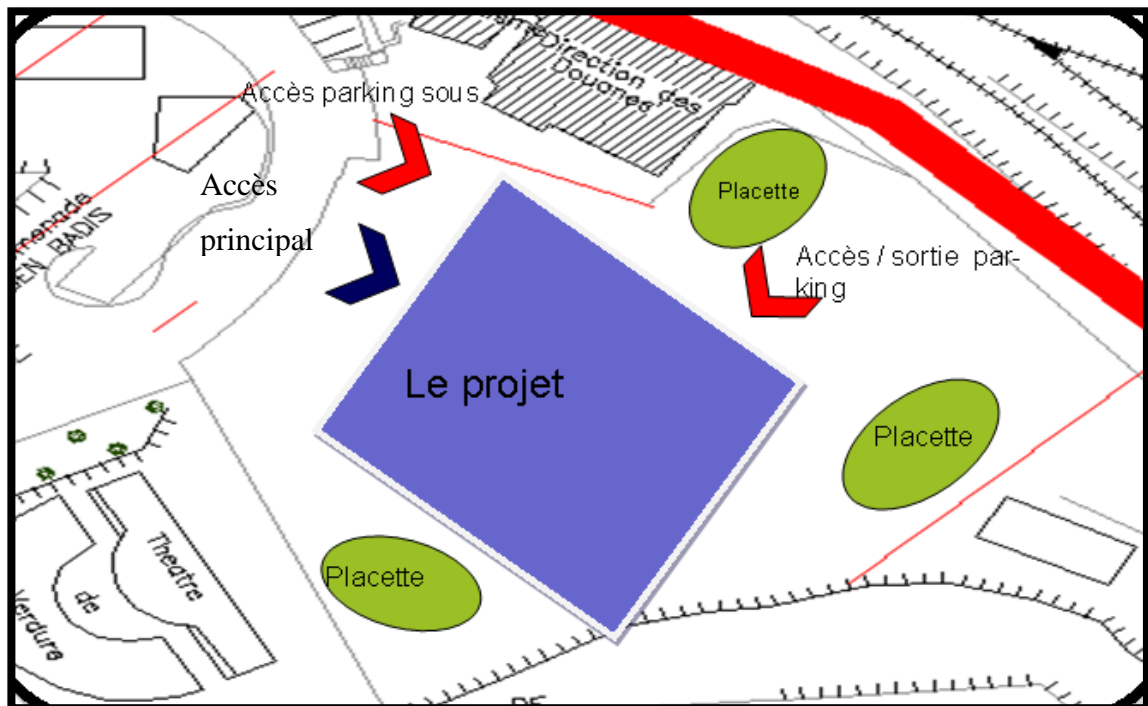 Direction des
Douanes
Accès parking sous
Accès
principal
Placette
Accès / sortie par-
king
BEN BADIS
Le projet
Placette
Placette
Theatre
de
Verdure